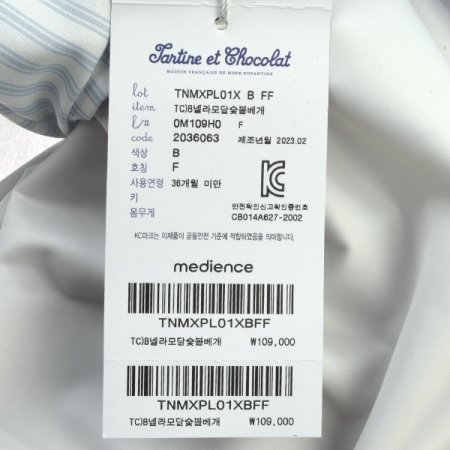 Tartine et Chocolat
MAISON FRANÇAISE DE MODE ENFANTINE
lot TNMXPL01X B FF
item TC)B넬라모달숯볼베개
l/# 0M109H0 F
code 2036063 제조년월 2023.02
색상 B
호칭 F
사용연령 36개월 미만
키
몸무게
안전확인신고확인증번호
CB014A627-2002
KC마크는 이제품이 공통안전 기준에 적합하였음을 의미합니다.
medience
TNMXPL01XBFF
TC)B넬라모달숯볼베개 ₩109,000
TNMXPL01XBFF
TC)B넬라모달숯볼베개 ₩109,000